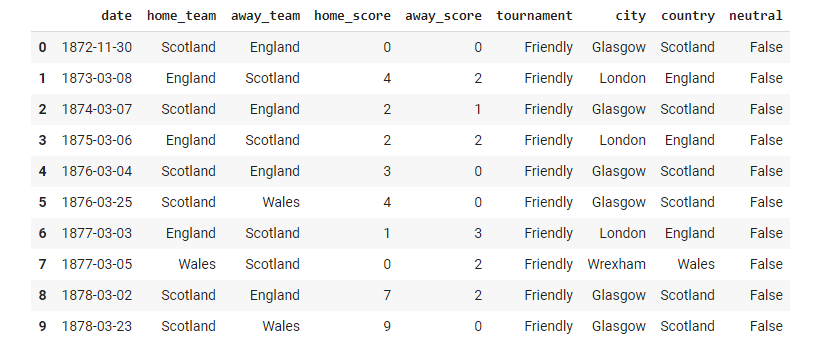 date home_team away_team home_score away_score tournament city country neutral
0 1872-11-30 Scotland England 0 0 Friendly Glasgow Scotland False
1 1873-03-08 England Scotland 4 2 Friendly London England False
2 1874-03-07 Scotland England 2 1 Friendly Glasgow Scotland False
3 1875-03-06 England Scotland 2 2 Friendly London England False
4 1876-03-04 Scotland England 3 0 Friendly Glasgow Scotland False
5 1876-03-25 Scotland Wales 4 0 Friendly Glasgow Scotland False
6 1877-03-03 England Scotland 1 3 Friendly London England False
7 1877-03-05 Wales Scotland 0 2 Friendly Wrexham Wales False
8 1878-03-02 Scotland England 7 2 Friendly Glasgow Scotland False
9 1878-03-23 Scotland Wales 9 0 Friendly Glasgow Scotland False